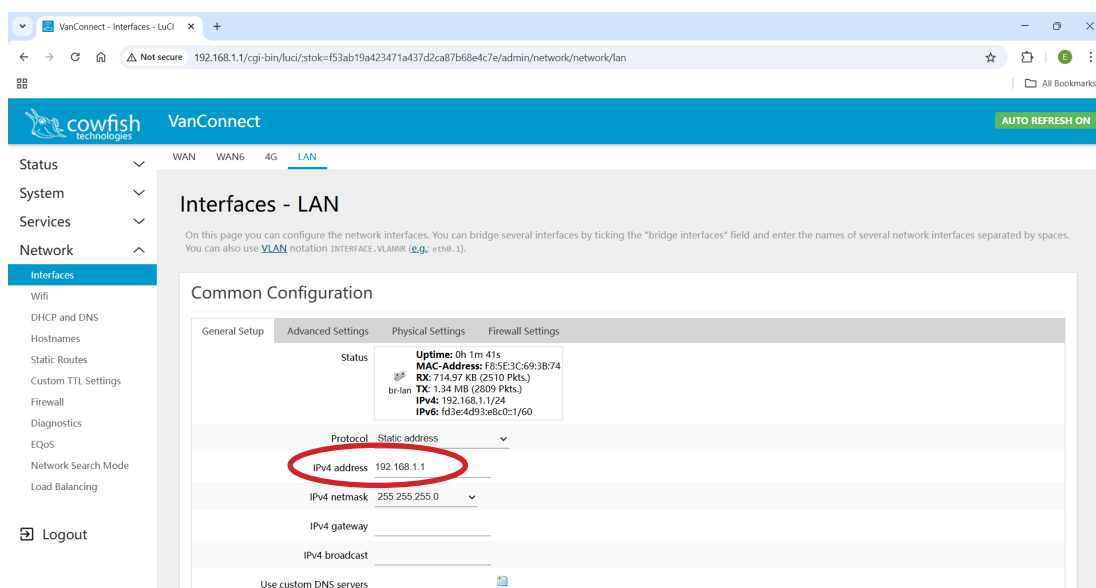 VanConnect - Interfaces - LuCI
Not secure 192.168.1.1/cgi-bin/luci/;stok=f53ab19a423471a437d2ca87b68e4c7e/admin/network/network/lan
E
All Bookmarks
cowfish
technologies
VanConnect
AUTO REFRESH ON
Status
System
Services
Network
Interfaces
Wifi
DHCP and DNS
Hostnames
Static Routes
Custom TTL Settings
Firewall
Diagnostics
EQoS
Network Search Mode
Load Balancing
Logout
WAN WAN6 4G LAN
Interfaces - LAN
On this page you can configure the network interfaces. You can bridge several interfaces by ticking the "bridge interfaces" field and enter the names of several network interfaces separated by spaces.
You can also use VLAN notation INTERFACE.VLANNR (e.g.: eth0.1).
Common Configuration
General Setup Advanced Settings Physical Settings Firewall Settings
Status
br-lan
Uptime: 0h 1m 41s
MAC-Address: F8:5E:3C:69:3B:74
RX: 714.97 KB (2510 Pkts.)
TX: 1.34 MB (2809 Pkts.)
IPv4: 192.168.1.1/24
IPv6: fd3e:4d93:e8c0::1/60
Protocol Static address
IPv4 address 192.168.1.1
IPv4 netmask 255.255.255.0
IPv4 gateway
IPv4 broadcast
Use custom DNS servers